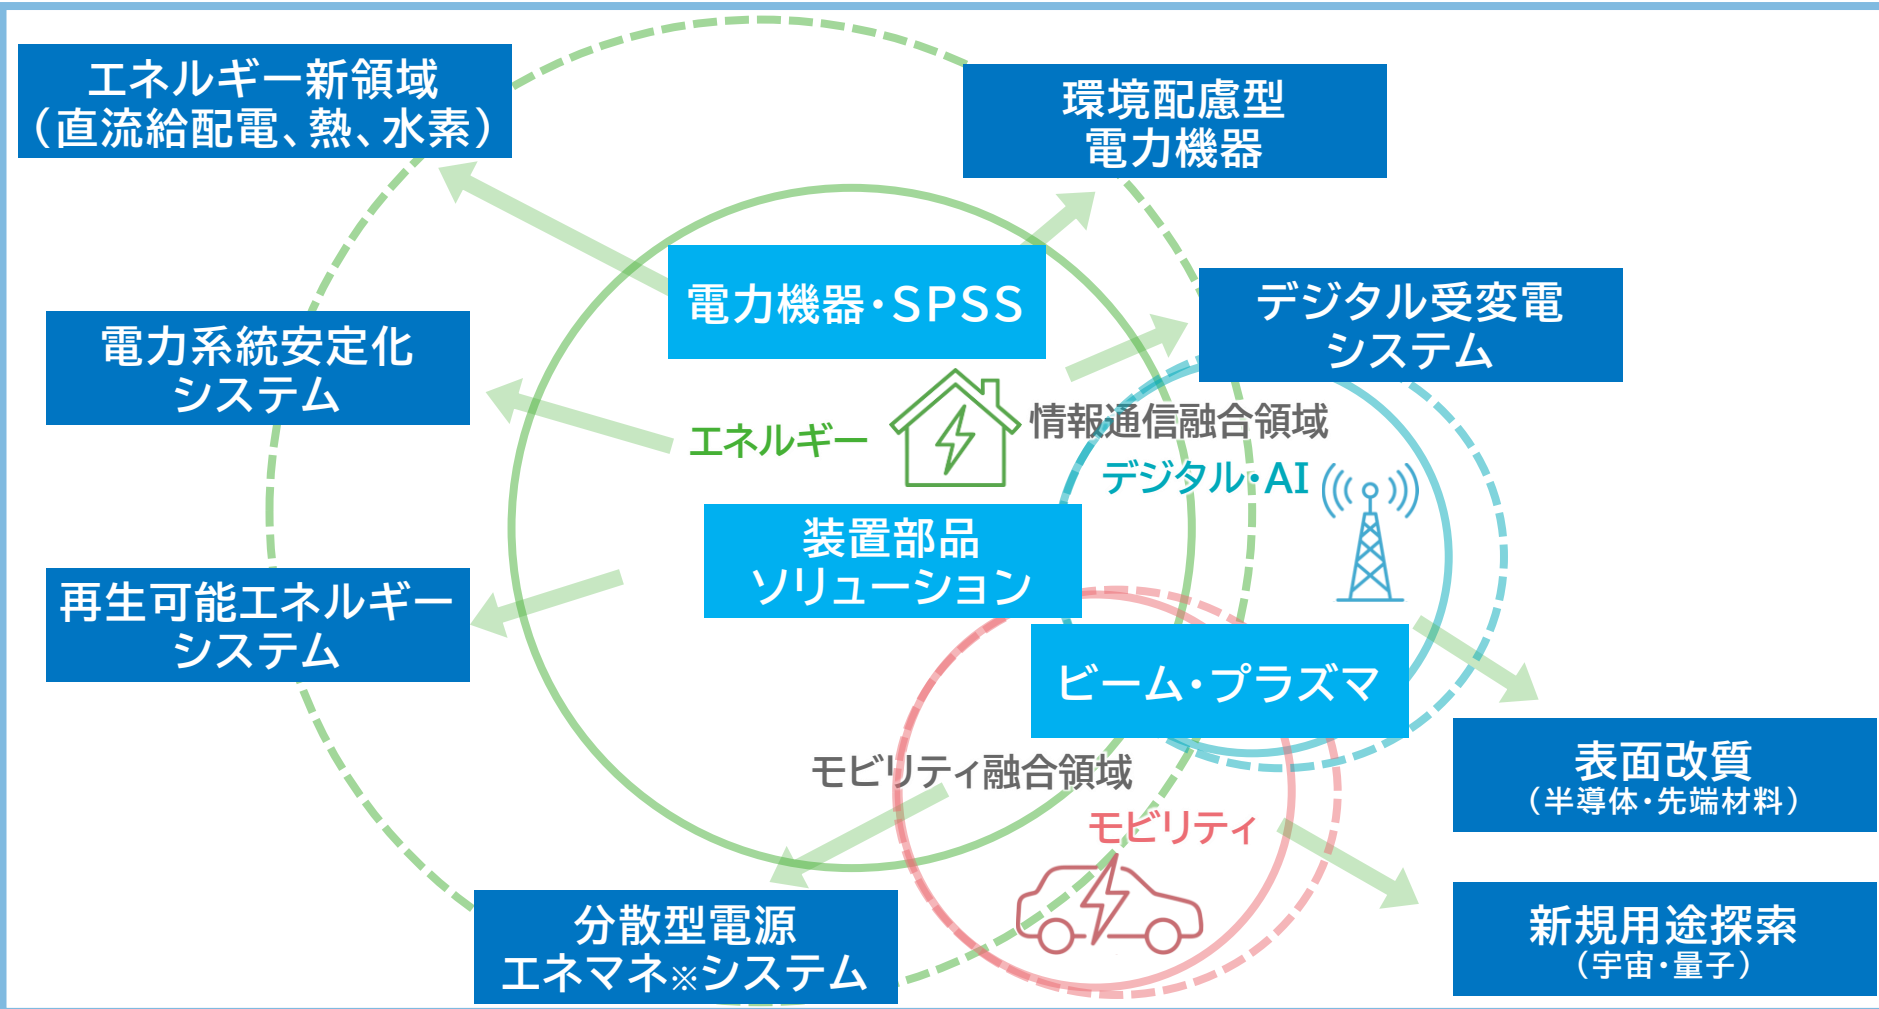 エネルギー新領域
（直流給配電、熱、水素）
環境配慮型
電力機器
電力機器・SPSS
デジタル受変電
システム
電力系統安定化
システム
エネルギー
情報通信融合領域
デジタル・AI
装置部品
ソリューション
再生可能エネルギー
システム
ビーム・プラズマ
モビリティ融合領域
モビリティ
表面改質
（半導体・先端材料）
分散型電源
エネマネ※システム
新規用途探索
（宇宙・量子）